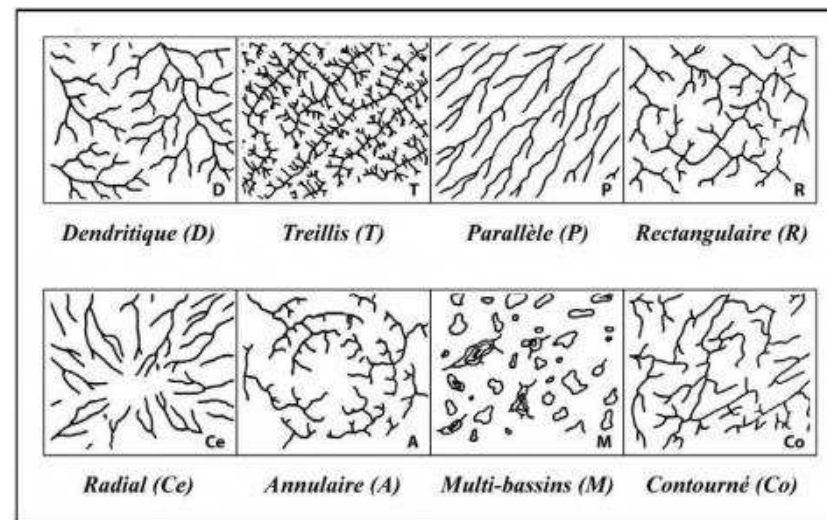 D T P R
Dendritique (D) Treillis (T) Parallèle (P) Rectangulaire (R)
Ce A M Co
Radial (Ce) Annulaire (A) Multi-bassins (M) Contourné (Co)